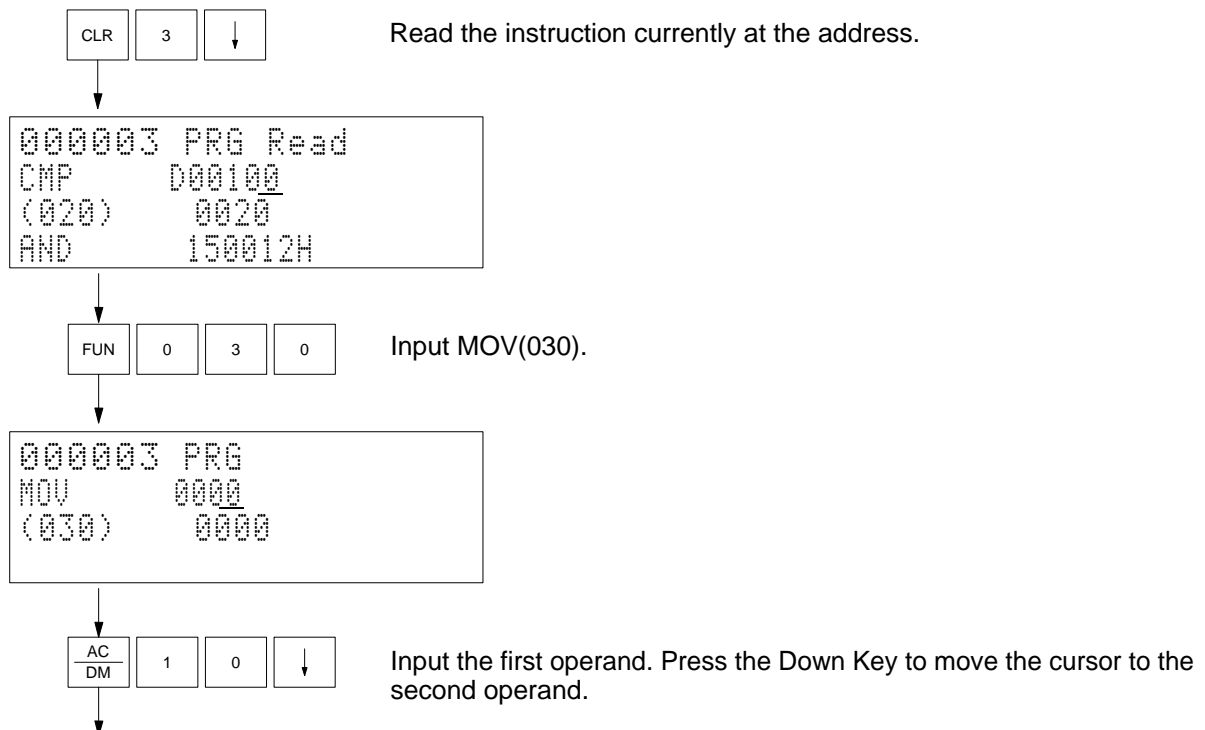 CLR 3 ↓ Read the instruction currently at the address.
000003 PRG Read
CMP D00100
(020) 0020
AND 150012H
FUN 0 3 0 Input MOV(030).
000003 PRG
MOV 0000
(030) 0000
AC
DM 1 0 ↓ Input the first operand. Press the Down Key to move the cursor to the
second operand.